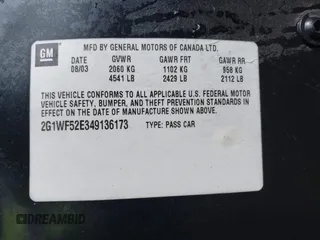 GM
MFD BY GENERAL MOTORS OF CANADA LTD.
DATE GVWR GAWR FRT GAWR RR
08/03 2060 KG 1102 KG 958 KG
4541 LB 2429 LB 2112 LB
THIS VEHICLE CONFORMS TO ALL APPLICABLE U.S. FEDERAL MOTOR
VEHICLE SAFETY, BUMPER, AND THEFT PREVENTION STANDARDS
IN EFFECT ON THE DATE OF MANUFACTURE SHOWN ABOVE.
2G1WF52E349136173 TYPE: PASS CAR
DREAMBID